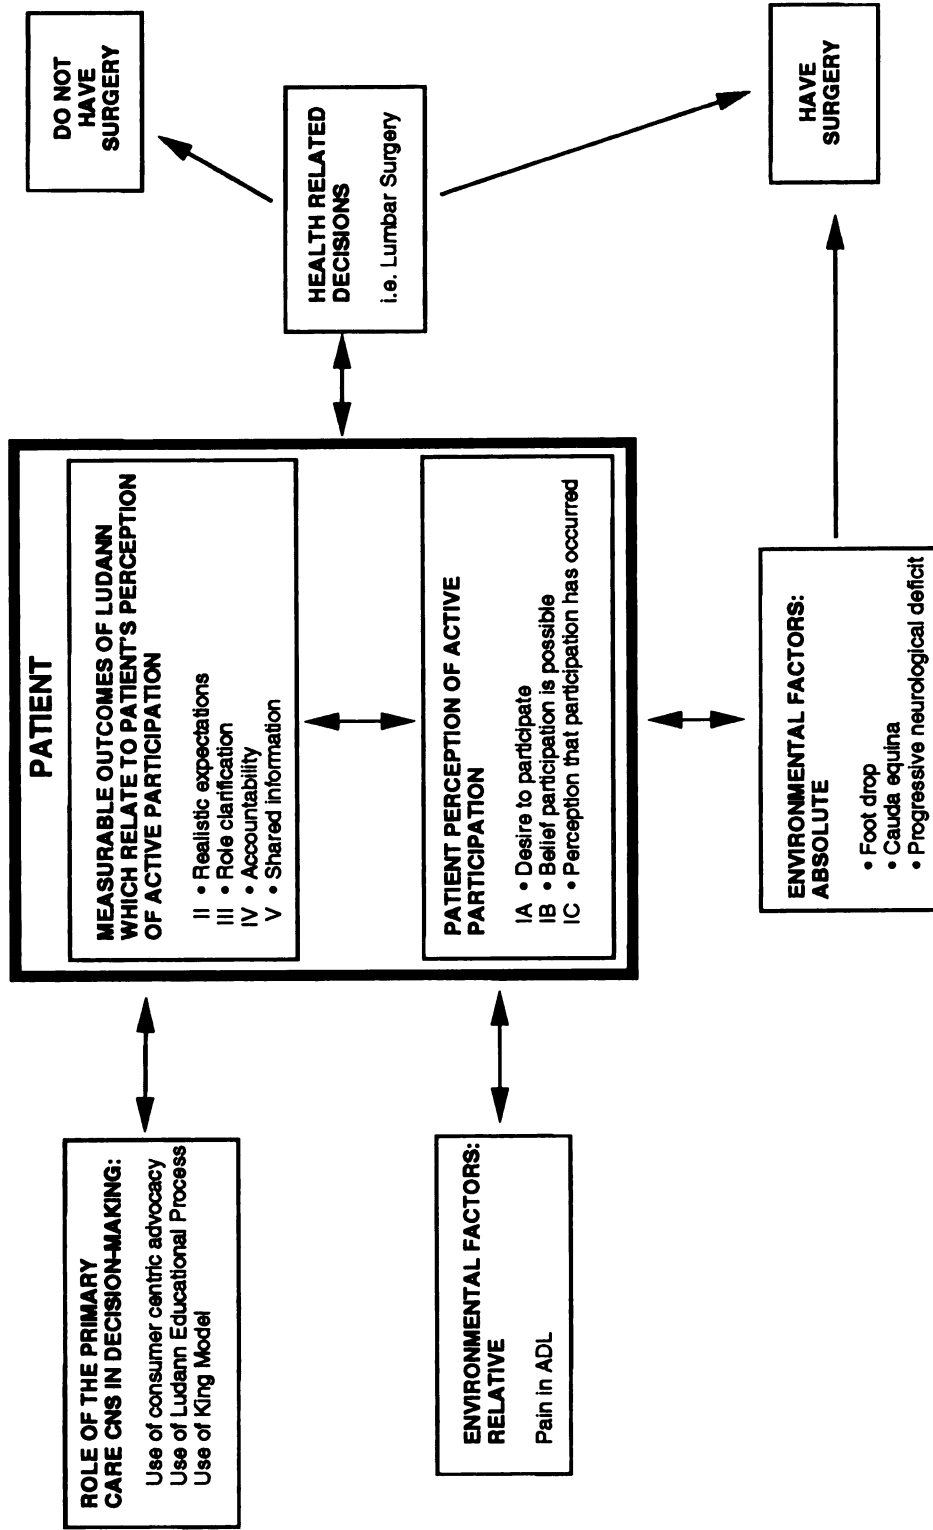 ROLE OF THE PRIMARY
CARE CNS IN DECISION-MAKING:
Use of consumer centric advocacy
Use of Ludann Educational Process
Use of King Model
ENVIRONMENTAL FACTORS:
RELATIVE
Pain in ADL
PATIENT
MEASURABLE OUTCOMES OF LUDANN
WHICH RELATE TO PATIENT'S PERCEPTION
OF ACTIVE PARTICIPATION
II • Realistic expectations
III • Role clarification
IV • Accountability
V • Shared information
PATIENT PERCEPTION OF ACTIVE
PARTICIPATION
IA • Desire to participate
IB • Belief participation is possible
IC • Perception that participation has occurred
ENVIRONMENTAL FACTORS:
ABSOLUTE
• Foot drop
• Cauda equina
• Progressive neurological deficit
HEALTH RELATED
DECISIONS
i.e. Lumbar Surgery
DO NOT
HAVE
SURGERY
HAVE
SURGERY